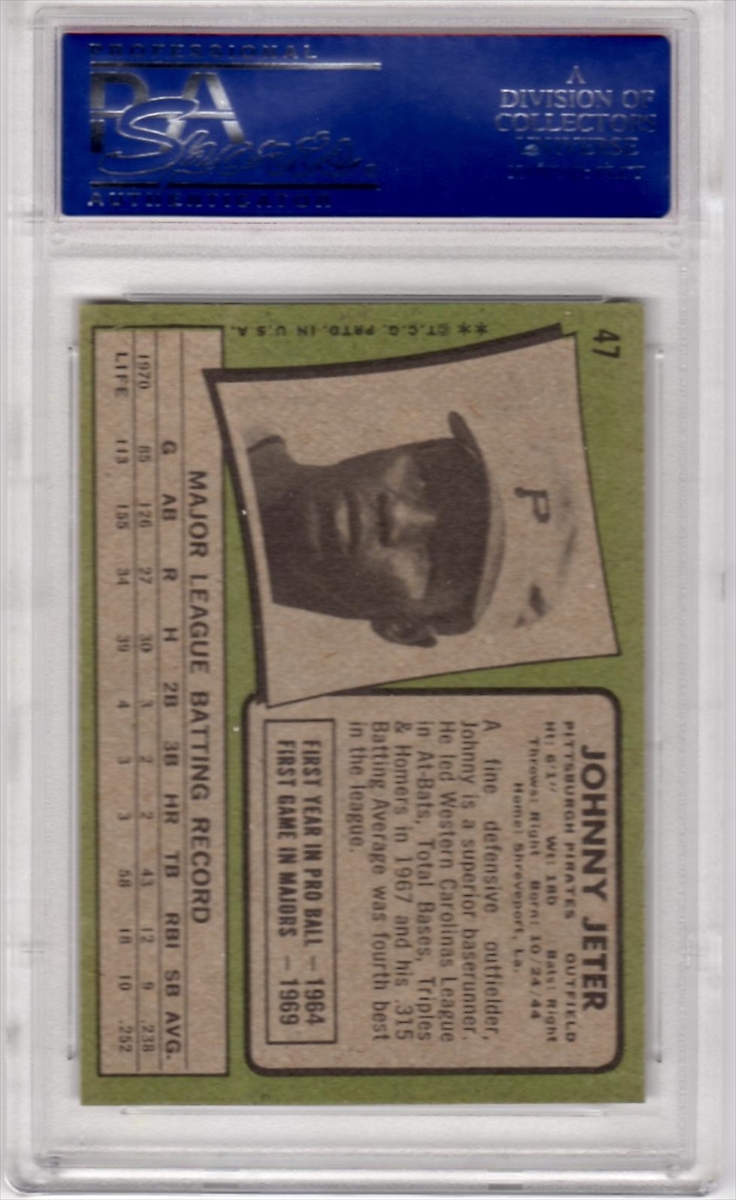 PROFESSIONAL
PSA
Sports
AUTHENTICATOR
A
DIVISION OF
COLLECTORS
UNIVERSE
47
**©T.C.G. PRTD. IN U.S.A.
P
JOHNNY JETER
PITTSBURGH PIRATES OUTFIELD
Ht: 6'1" Wt: 180 Bats: Right
Throws: Right Born: 10/24/44
Home: Shreveport, La.
A fine defensive outfielder,
Johnny is a superior baserunner.
He led Western Carolinas League
in At-Bats, Total Bases, Triples
& Homers in 1967 and his .315
Batting Average was fourth best
in the league.
FIRST YEAR IN PRO BALL — 1964
FIRST GAME IN MAJORS — 1969
MAJOR LEAGUE BATTING RECORD
G AB R H 2B 3B HR TB RBI SB AVG.
1970 85 126 27 30 3 2 2 43 12 9 .238
LIFE 113 155 34 39 4 3 3 58 18 10 .252